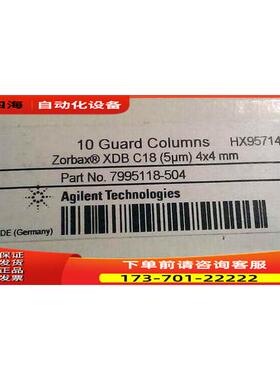 自动化设备
10 Guard Columns HX95714
Zorbax® XDB C18 (5µm) 4x4 mm
Part No. 7995118-504
Agilent Technologies
DE (Germany)
下单前请咨询客服
173-701-22222